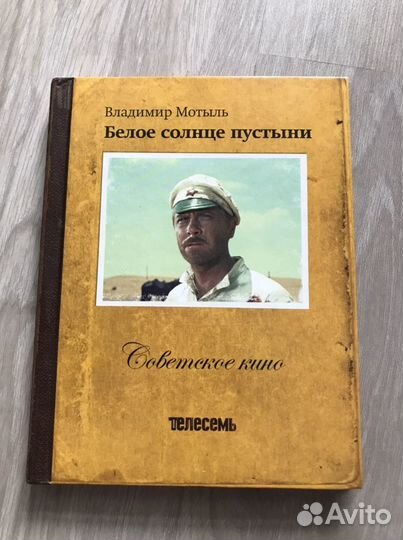 Владимир Мотыль
Белое солнце пустыни
Советское кино
Телесемь
Avito